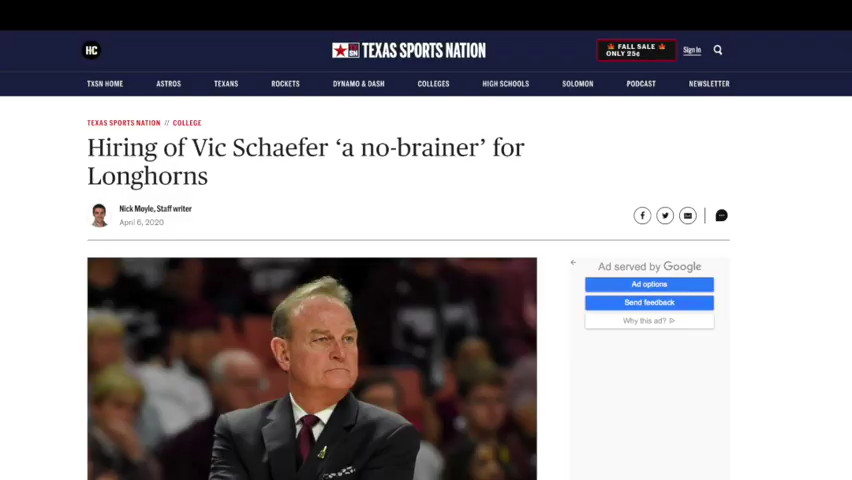 HC
TEXAS SPORTS NATION
FALL SALE
ONLY 25¢
Sign In
TXSN HOME
ASTROS
TEXANS
ROCKETS
DYNAMO & DASH
COLLEGES
HIGH SCHOOLS
SOLOMON
PODCAST
NEWSLETTER
TEXAS SPORTS NATION // COLLEGE
Hiring of Vic Schaefer ‘a no-brainer’ for
Longhorns
Nick Moyle, Staff writer
April 6, 2020
Ad served by Google
Ad options
Send feedback
Why this ad?